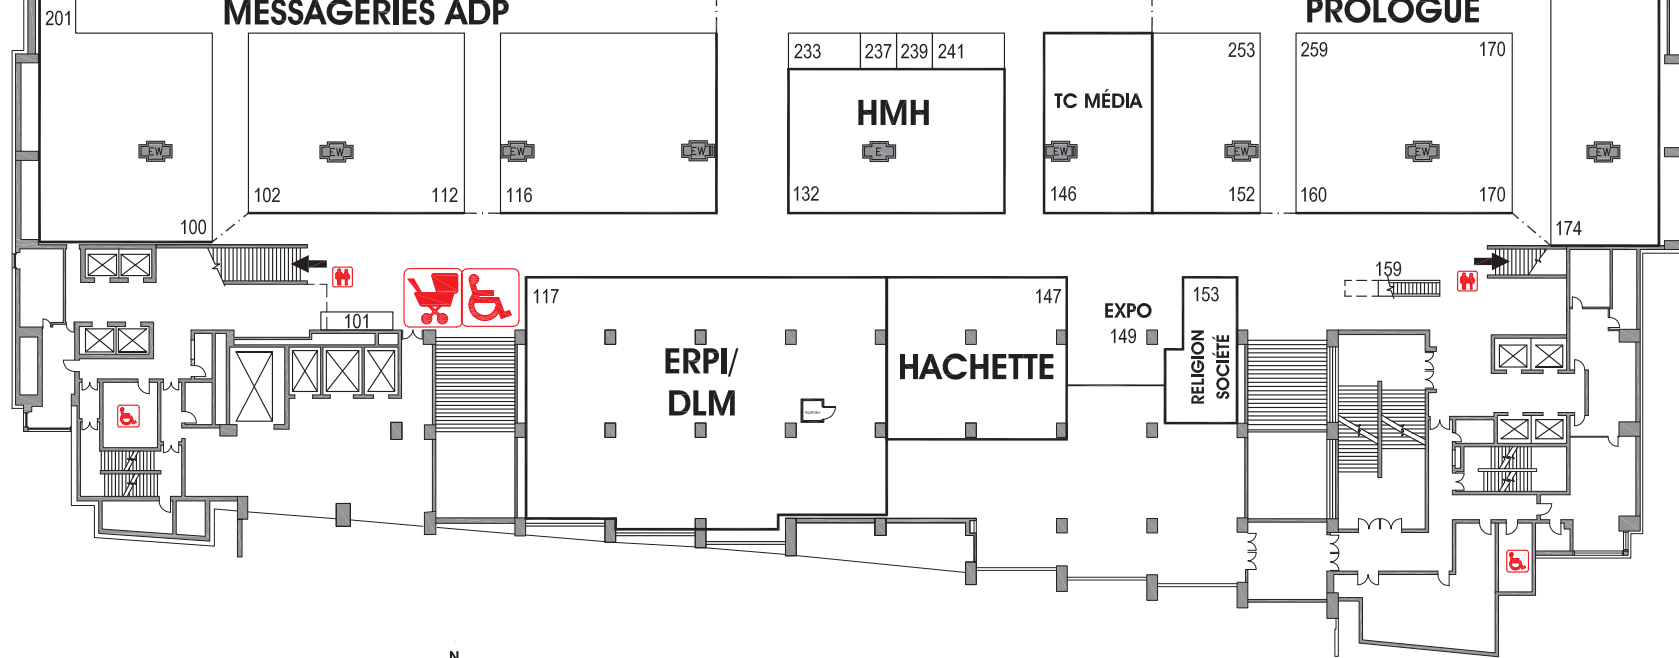 MESSAGERIES ADP
PROLOGUE
201
233
237
239
241
253
259
170
HMH
TC MÉDIA
EW
EW
EW
EW
E
EW
EW
EW
EW
102
112
116
132
146
152
160
170
100
174
117
147
153
159
101
EXPO
149
ERPI/
DLM
HACHETTE
RELIGION
SOCIÉTÉ
N